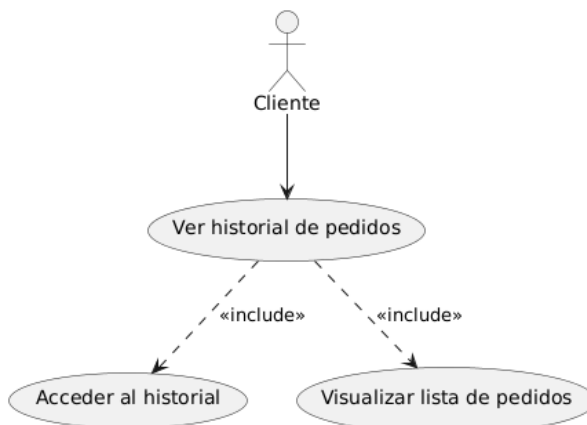 Cliente
Ver historial de pedidos
«include»
«include»
Acceder al historial
Visualizar lista de pedidos